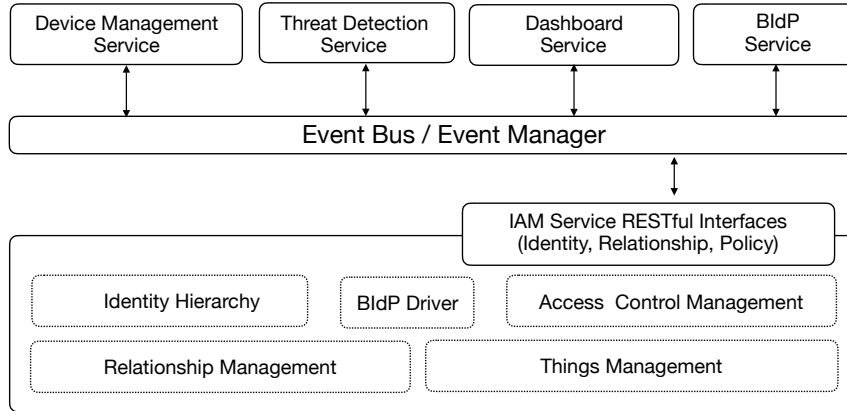 Device Management
Service
Threat Detection
Service
Dashboard
Service
BIdP
Service
Event Bus / Event Manager
IAM Service RESTful Interfaces
(Identity, Relationship, Policy)
Identity Hierarchy
BIdP Driver
Access Control Management
Relationship Management
Things Management